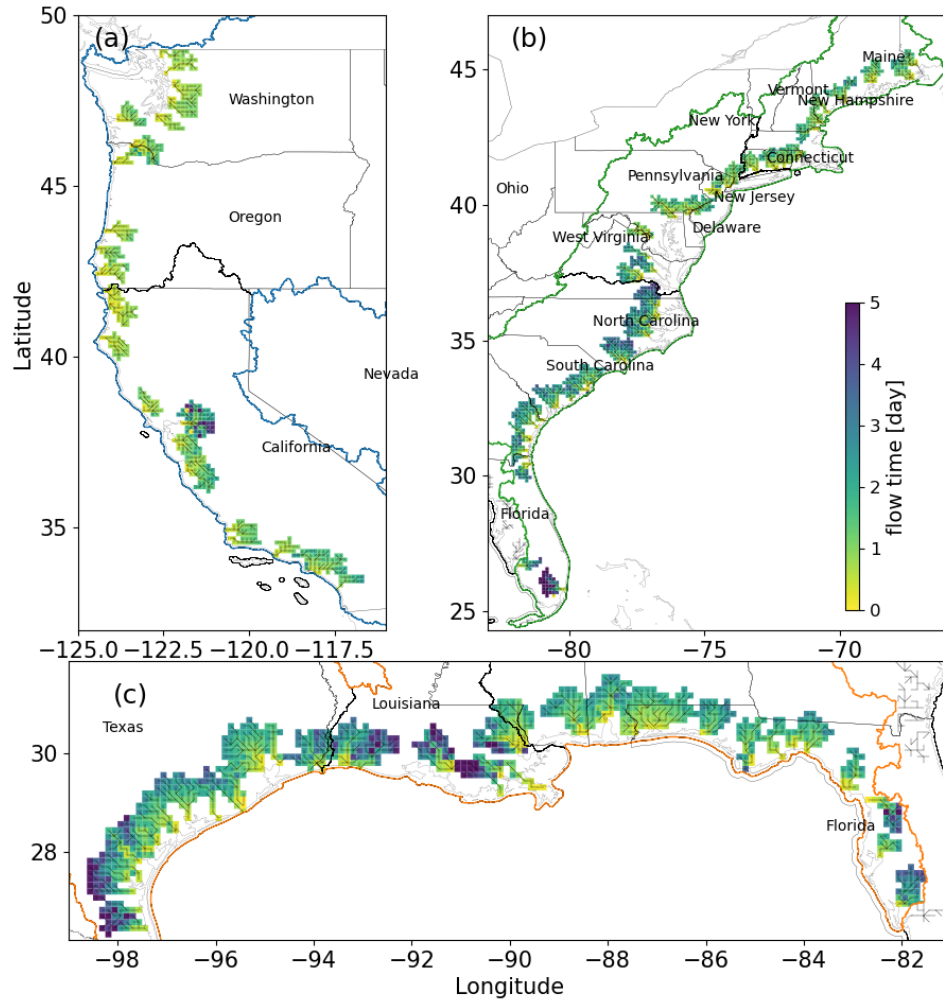 (a)
(b)
50
45
40
35
Latitude
Washington
Oregon
Nevada
California
−125.0
−122.5
−120.0
−117.5
45
40
35
30
25
Maine
Vermont
New Hampshire
New York
Connecticut
Pennsylvania
New Jersey
Ohio
Delaware
West Virginia
North Carolina
South Carolina
Florida
−80
−75
−70
5
4
3
2
1
0
flow time [day]
(c)
Texas
Louisiana
Florida
30
28
−98
−96
−94
−92
−90
−88
−86
−84
−82
Longitude